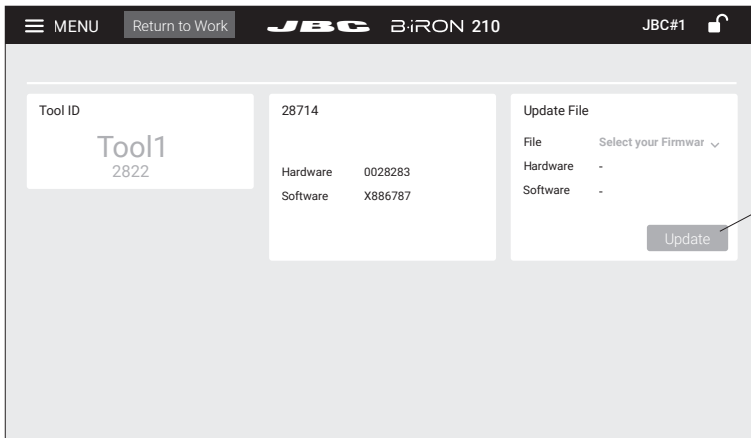 MENU Return to Work JBC B·iRON 210 JBC#1
Tool ID
Tool1
2822
28714
Hardware 0028283
Software X886787
Update File
File Select your Firmwar
Hardware -
Software -
Update